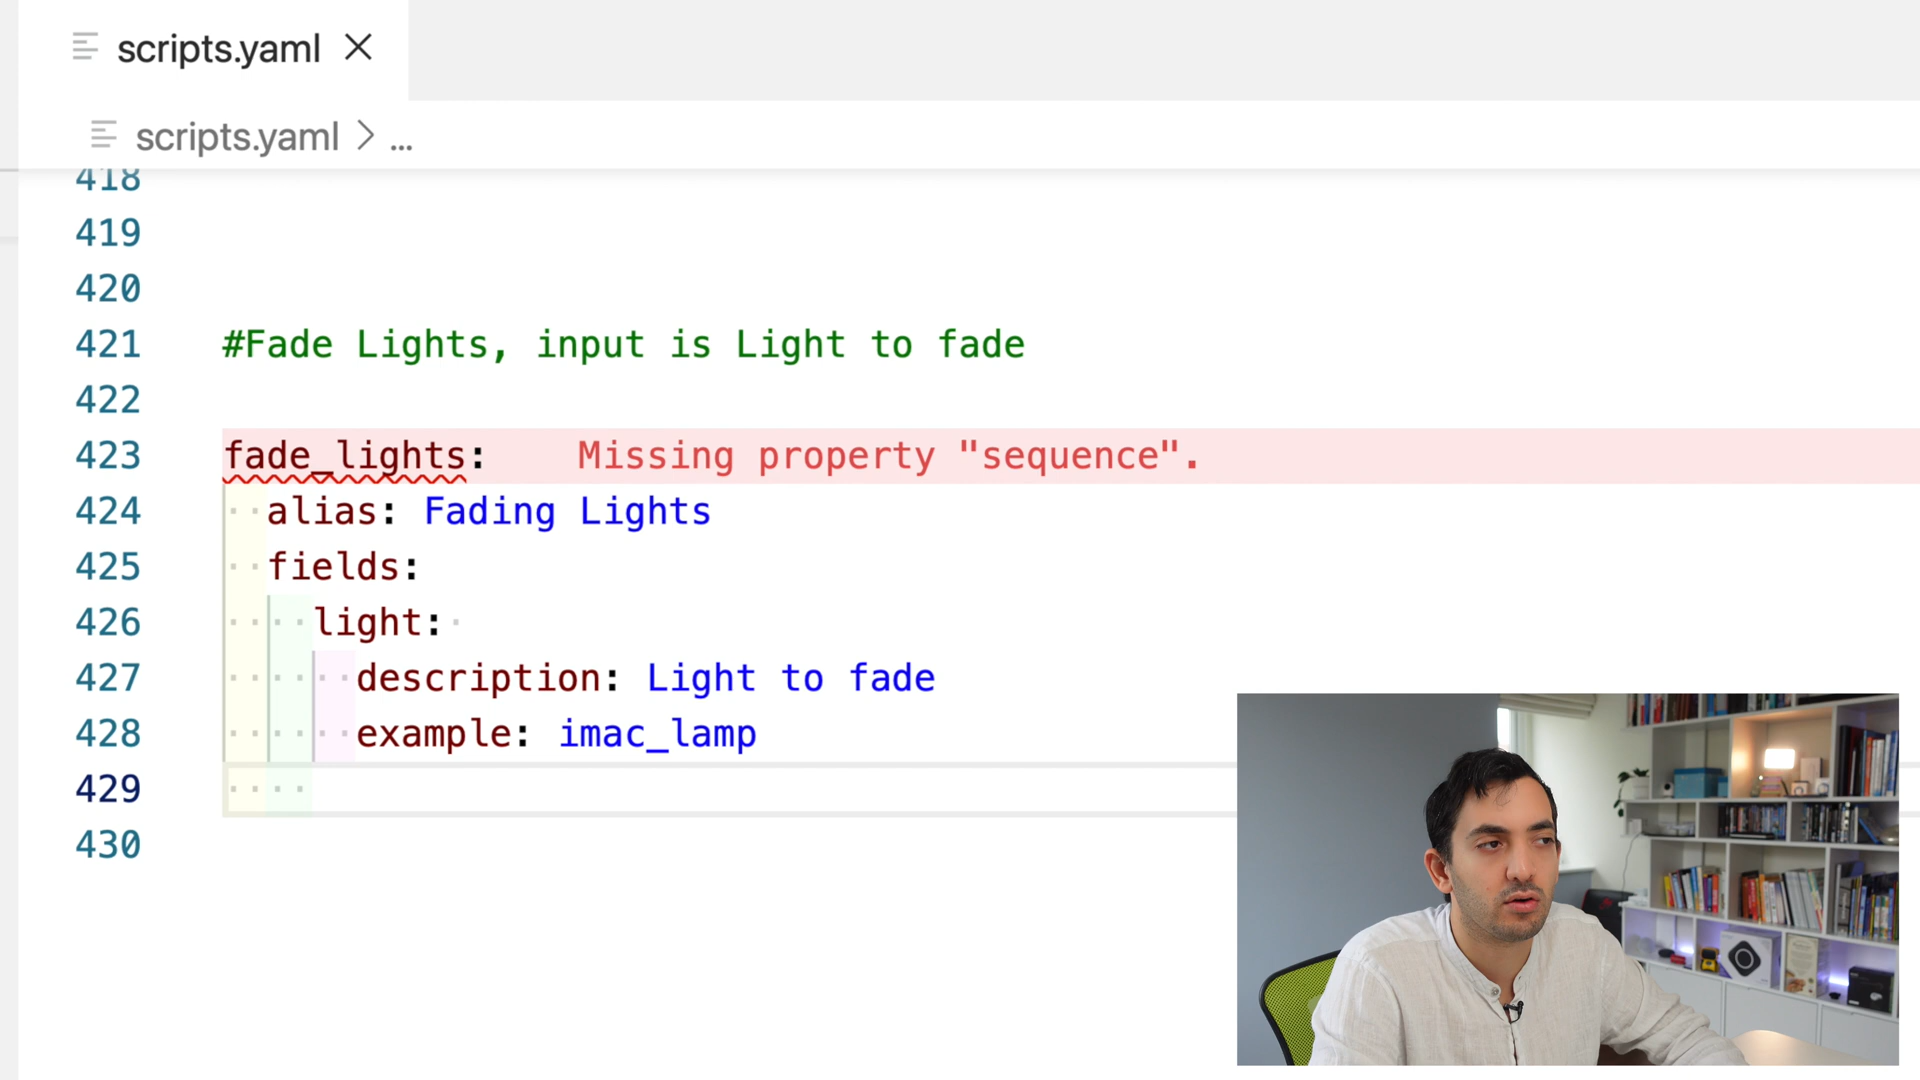 scripts.yaml
scripts.yaml > ...
418
419
420
421 #Fade Lights, input is Light to fade
422
423 fade_lights: Missing property "sequence".
424 alias: Fading Lights
425 fields:
426 light:
427 description: Light to fade
428 example: imac_lamp
429
430